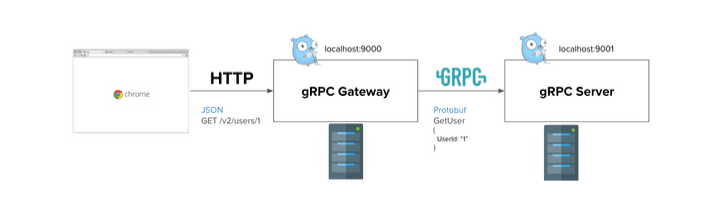 chrome
HTTP
JSON
GET /v2/users/1
localhost:9000
gRPC Gateway
GRPC
Protobuf
GetUser
{
UserId: "1"
}
localhost:9001
gRPC Server